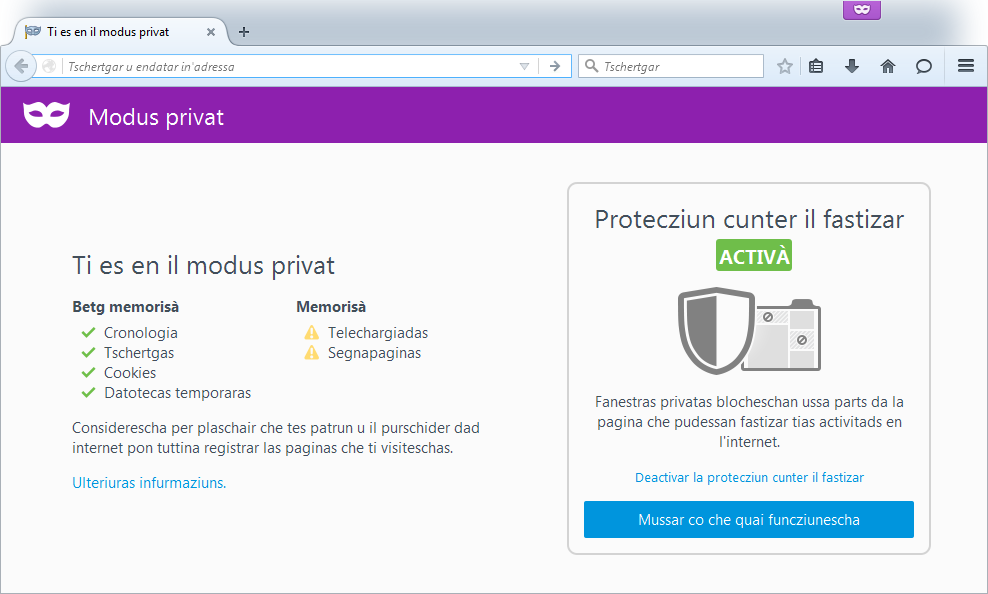 Ti es en il modus privat
Tschertgar u endatar in'adressa
Tschertgar
Modus privat
Ti es en il modus privat
Betg memorisà
Cronologia
Tschertgas
Cookies
Datotecas temporaras
Memorisà
Telechargiadas
Segnapaginas
Considerescha per plaschair che tes patrun u il purschider dad
internet pon tuttina registrar las paginas che ti visiteschas.
Ulteriuras infurmaziuns.
Protecziun cunter il fastizar
ACTIVÀ
Fanestras privatas blocheschan ussa parts da la
pagina che pudessan fastizar tias activitads en
l'internet.
Deactivar la protecziun cunter il fastizar
Mussar co che quai funcziunescha